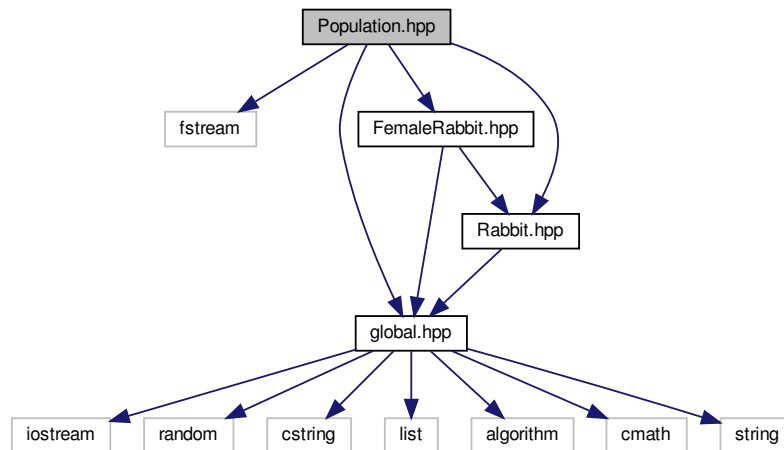 Population.hpp
fstream
FemaleRabbit.hpp
Rabbit.hpp
global.hpp
iostream
random
cstring
list
algorithm
cmath
string